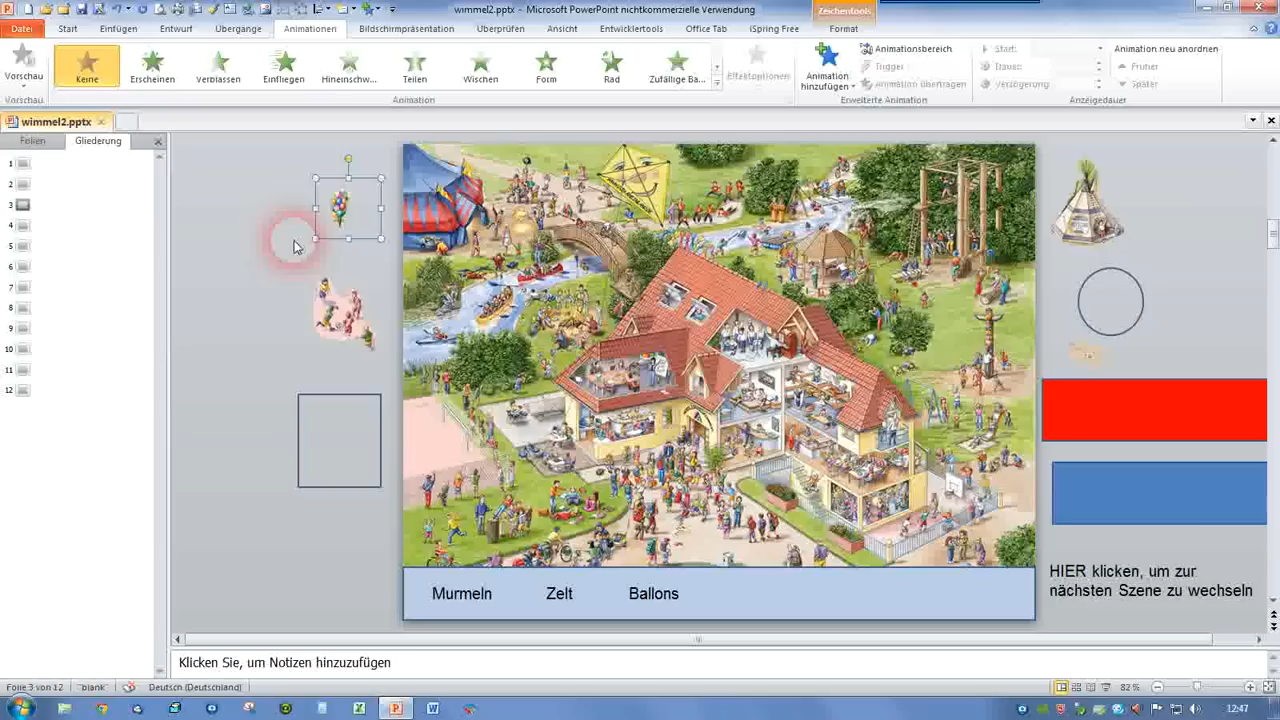 wimmel2.pptx - Microsoft PowerPoint nichtkommerzielle Verwendung
Zeichentools
Datei Start Einfügen Entwurf Übergänge Animationen Bildschirmpräsentation Überprüfen Ansicht Entwicklertools Office Tab iSpring Free Format
Vorschau
Keine Erscheinen Verblassen Einfliegen Hineinschw... Teilen Wischen Form Rad Zufällige Ba...
Effektoptionen
Animation hinzufügen
Animationsbereich
Trigger
Animation übertragen
Start:
Dauer:
Verzögerung:
Animation neu anordnen
Früher
Später
Vorschau Animation Erweiterte Animation Anzeigedauer
wimmel2.pptx
Folien Gliederung
1
2
3
4
5
6
7
8
9
10
11
12
Murmeln Zelt Ballons
HIER klicken, um zur
nächsten Szene zu wechseln
Klicken Sie, um Notizen hinzuzufügen
Folie 3 von 12 "blank" Deutsch (Deutschland) 82 %
12:47